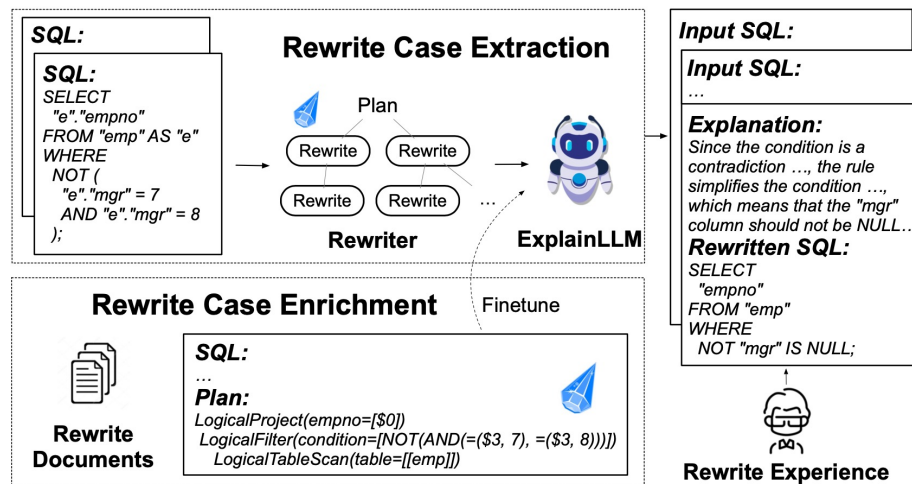 SQL:
SQL:
SELECT
"e"."empno"
FROM "emp" AS "e"
WHERE
NOT (
"e"."mgr" = 7
AND "e"."mgr" = 8
);
Rewrite Case Extraction
Plan
Rewrite
Rewrite
Rewrite
Rewrite
...
Rewriter
ExplainLLM
Input SQL:
Input SQL:
...
Explanation:
Since the condition is a
contradiction ..., the rule
simplifies the condition ...,
which means that the "mgr"
column should not be NULL...
Rewritten SQL:
SELECT
"empno"
FROM "emp"
WHERE
NOT "mgr" IS NULL;
Rewrite Experience
Rewrite Case Enrichment
Finetune
Rewrite
Documents
SQL:
...
Plan:
LogicalProject(empno=[$0])
LogicalFilter(condition=[NOT(AND(=($3, 7), =($3, 8)))])
LogicalTableScan(table=[[emp]])